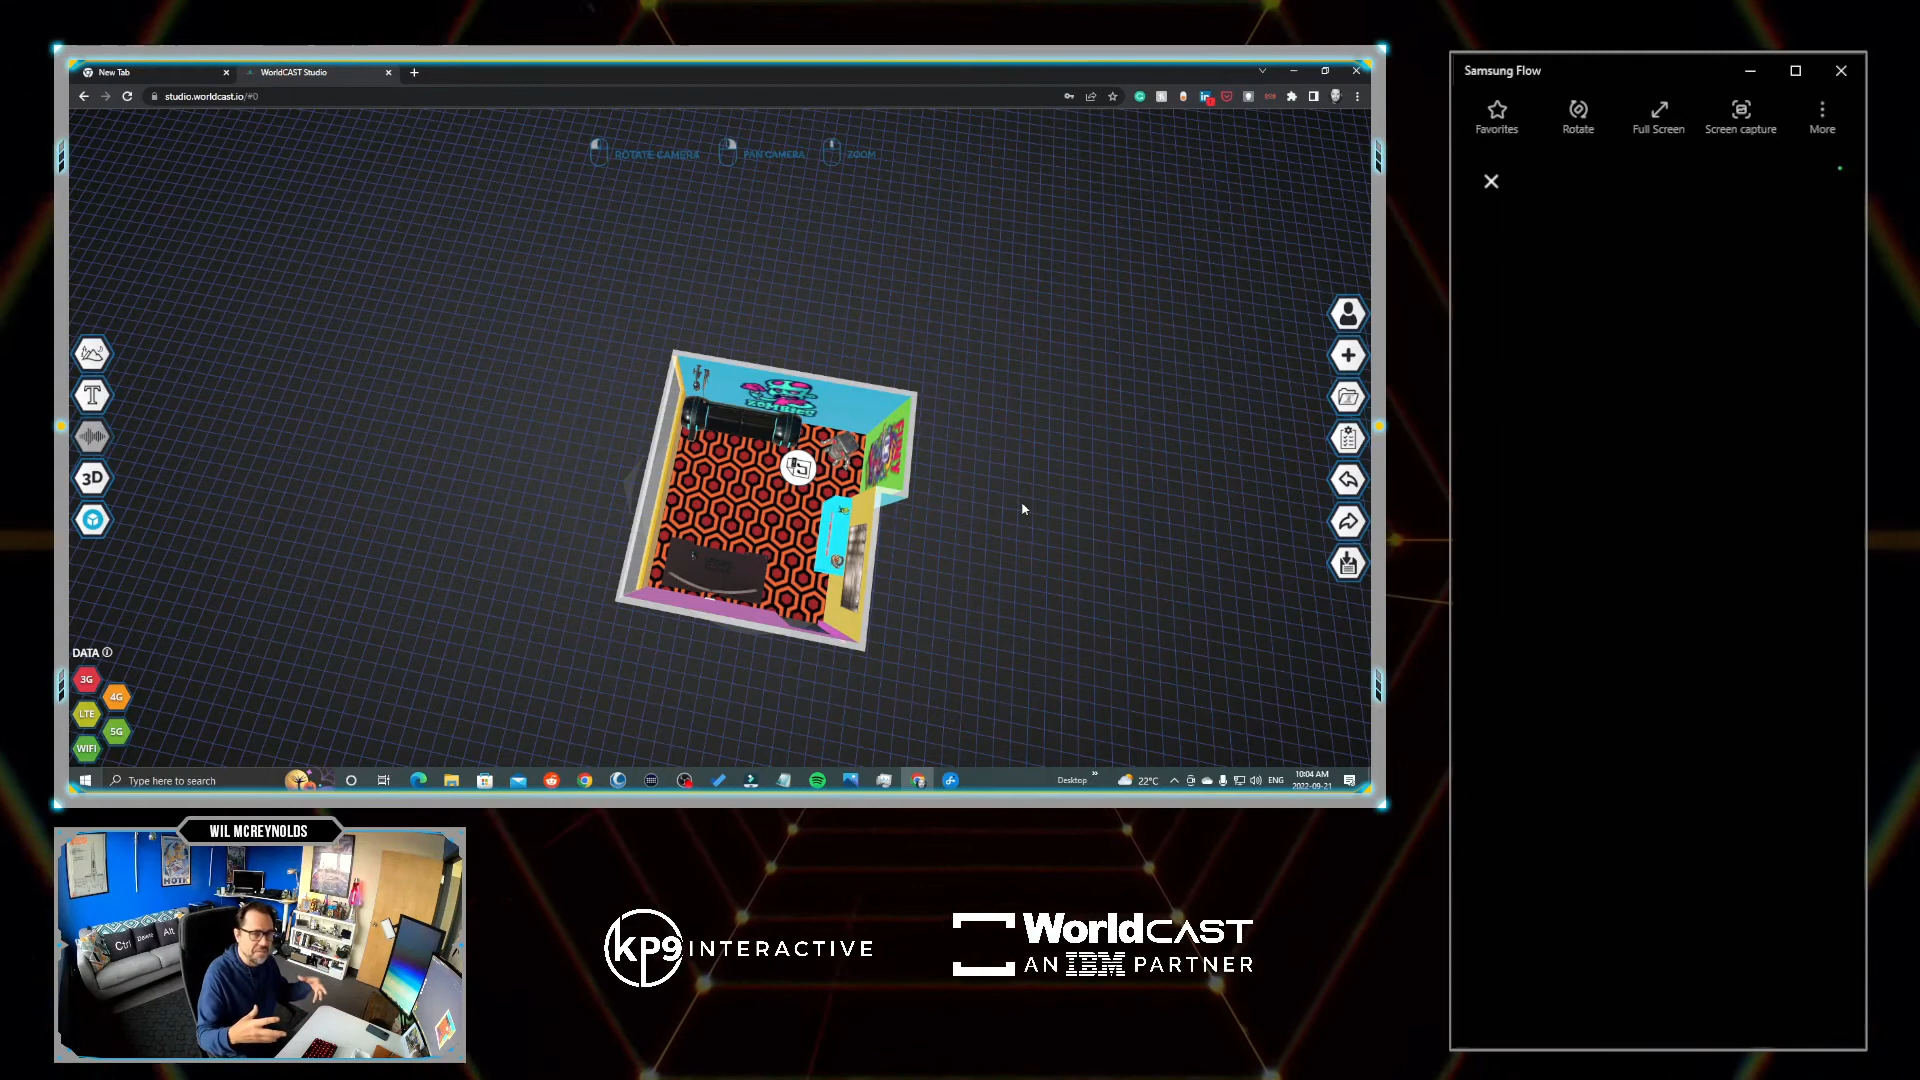 New Tab
WorldCAST Studio
studio.worldcast.io/#0
ROTATE CAMERA
PAN CAMERA
ZOOM
ZOMBIES
T
3D
DATA
3G
4G
LTE
5G
WIFI
Type here to search
Desktop
22°C
ENG
10:04 AM
2022-09-21
Samsung Flow
Favorites
Rotate
Full Screen
Screen capture
More
WIL MCREYNOLDS
Ctrl
Delete
Alt
kp9 INTERACTIVE
WorldCAST
AN IBM PARTNER